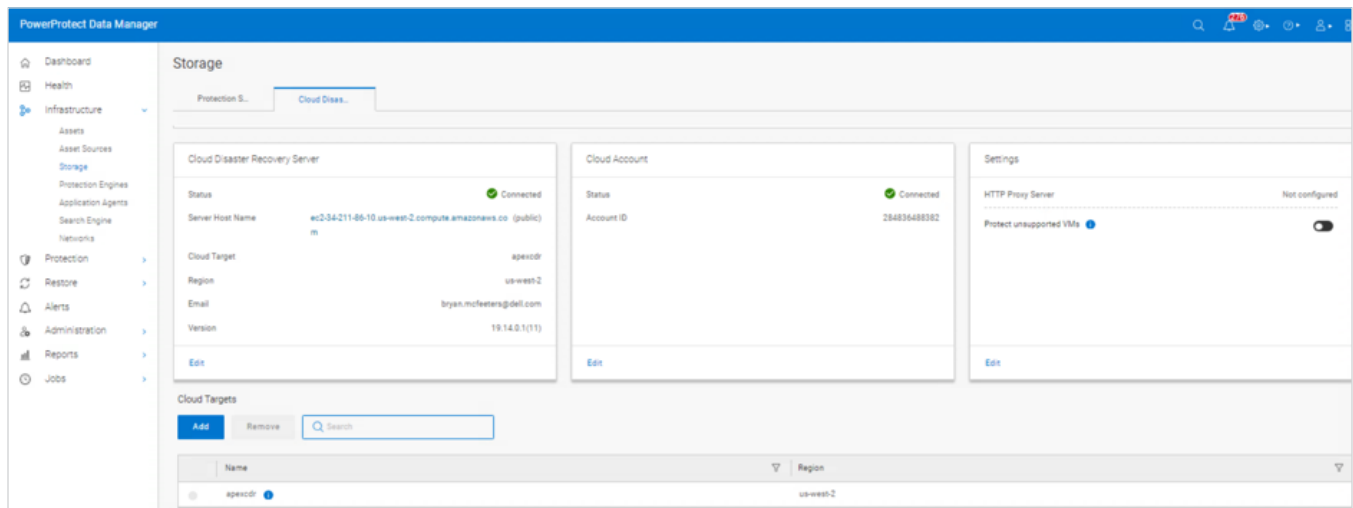 PowerProtect Data Manager
Dashboard
Health
Infrastructure
Assets
Asset Sources
Storage
Protection Engines
Application Agents
Search Engine
Networks
Protection
Restore
Alerts
Administration
Reports
Jobs
Storage
Protection S...
Cloud Disas...
Cloud Disaster Recovery Server
Status Connected
Server Host Name ec2-34-211-86-10.us-west-2.compute.amazonaws.co (public)
m
Cloud Target apexcdr
Region us-west-2
Email bryan.mcfeeters@dell.com
Version 19.14.0.1(11)
Edit
Cloud Account
Status Connected
Account ID 284836488382
Edit
Settings
HTTP Proxy Server Not configured
Protect unsupported VMs
Edit
Cloud Targets
Add Remove Search
Name Region
apexcdr us-west-2